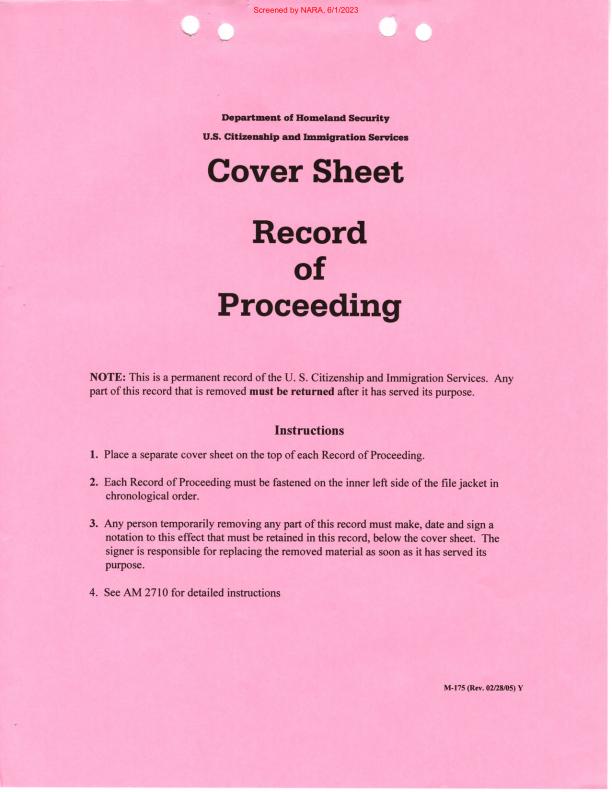 Screened by NARA, 6/1/2023
Department of Homeland Security
U.S. Citizenship and Immigration Services
Cover Sheet
Record
of
Proceeding
NOTE: This is a permanent record of the U. S. Citizenship and Immigration Services. Any
part of this record that is removed must be returned after it has served its purpose.
Instructions
1. Place a separate cover sheet on the top of each Record of Proceeding.
2. Each Record of Proceeding must be fastened on the inner left side of the file jacket in
chronological order.
3. Any person temporarily removing any part of this record must make, date and sign a
notation to this effect that must be retained in this record, below the cover sheet. The
signer is responsible for replacing the removed material as soon as it has served its
purpose.
4. See AM 2710 for detailed instructions
M-175 (Rev. 02/28/05) Y